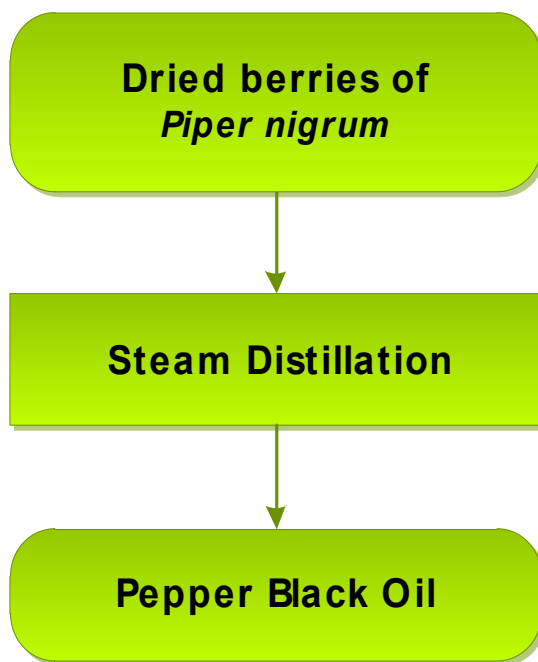 Dried berries of
Piper nigrum
Steam Distillation
Pepper Black Oil